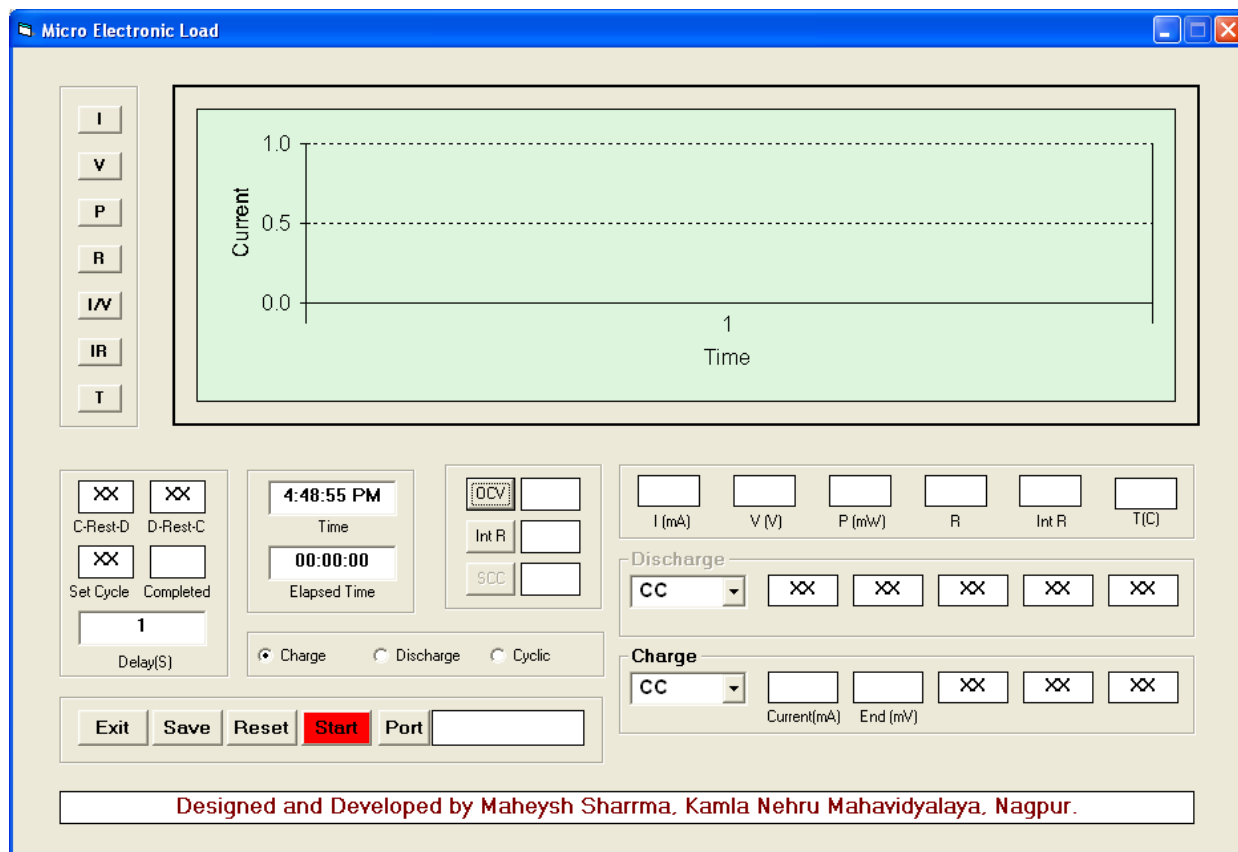 Micro Electronic Load
I
V
P
R
I/V
IR
T
1.0
0.5
0.0
Current
1
Time
XX XX
C-Rest-D D-Rest-C
XX
Set Cycle Completed
1
Delay(S)
4:48:55 PM
Time
00:00:00
Elapsed Time
OCV
Int R
SCC
I (mA) V (V) P (mW) R Int R T(C)
Discharge
CC XX XX XX XX XX
Charge Discharge Cyclic
Charge
CC XX XX XX
Current(mA) End (mV)
Exit Save Reset Start Port
Designed and Developed by Maheysh Sharrma, Kamla Nehru Mahavidyalaya, Nagpur.